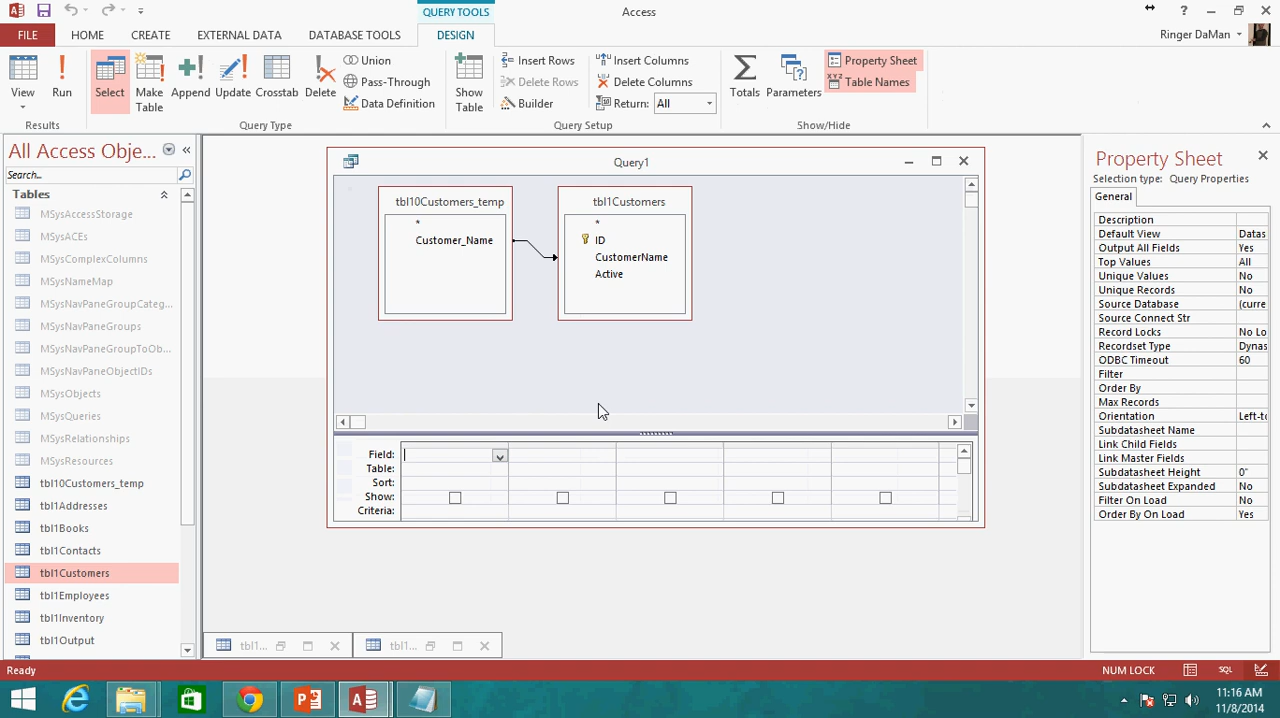 QUERY TOOLS
Access
?
FILE
HOME
CREATE
EXTERNAL DATA
DATABASE TOOLS
DESIGN
Ringer DaMan
View
Run
Select
Make Table
Append
Update
Crosstab
Delete
Union
Pass-Through
Data Definition
Show Table
Insert Rows
Delete Rows
Builder
Insert Columns
Delete Columns
Return: All
Totals
Parameters
Property Sheet
Table Names
Results
Query Type
Query Setup
Show/Hide
All Access Obje...
Search...
Tables
MSysAccessStorage
MSysACEs
MSysComplexColumns
MSysNameMap
MSysNavPaneGroupCateg...
MSysNavPaneGroups
MSysNavPaneGroupToOb...
MSysNavPaneObjectIDs
MSysObjects
MSysQueries
MSysRelationships
MSysResources
tbl10Customers_temp
tbl1Addresses
tbl1Books
tbl1Contacts
tbl1Customers
tbl1Employees
tbl1Inventory
tbl1Output
Query1
tbl10Customers_temp
*
Customer_Name
tbl1Customers
*
ID
CustomerName
Active
Field:
Table:
Sort:
Show:
Criteria:
tbl1...
tbl1...
Property Sheet
Selection type: Query Properties
General
Description
Default View Datas
Output All Fields Yes
Top Values All
Unique Values No
Unique Records No
Source Database (curre
Source Connect Str
Record Locks No Lo
Recordset Type Dynas
ODBC Timeout 60
Filter
Order By
Max Records
Orientation Left-to
Subdatasheet Name
Link Child Fields
Link Master Fields
Subdatasheet Height 0"
Subdatasheet Expanded No
Filter On Load No
Order By On Load Yes
Ready
NUM LOCK
SQL
11:16 AM
11/8/2014